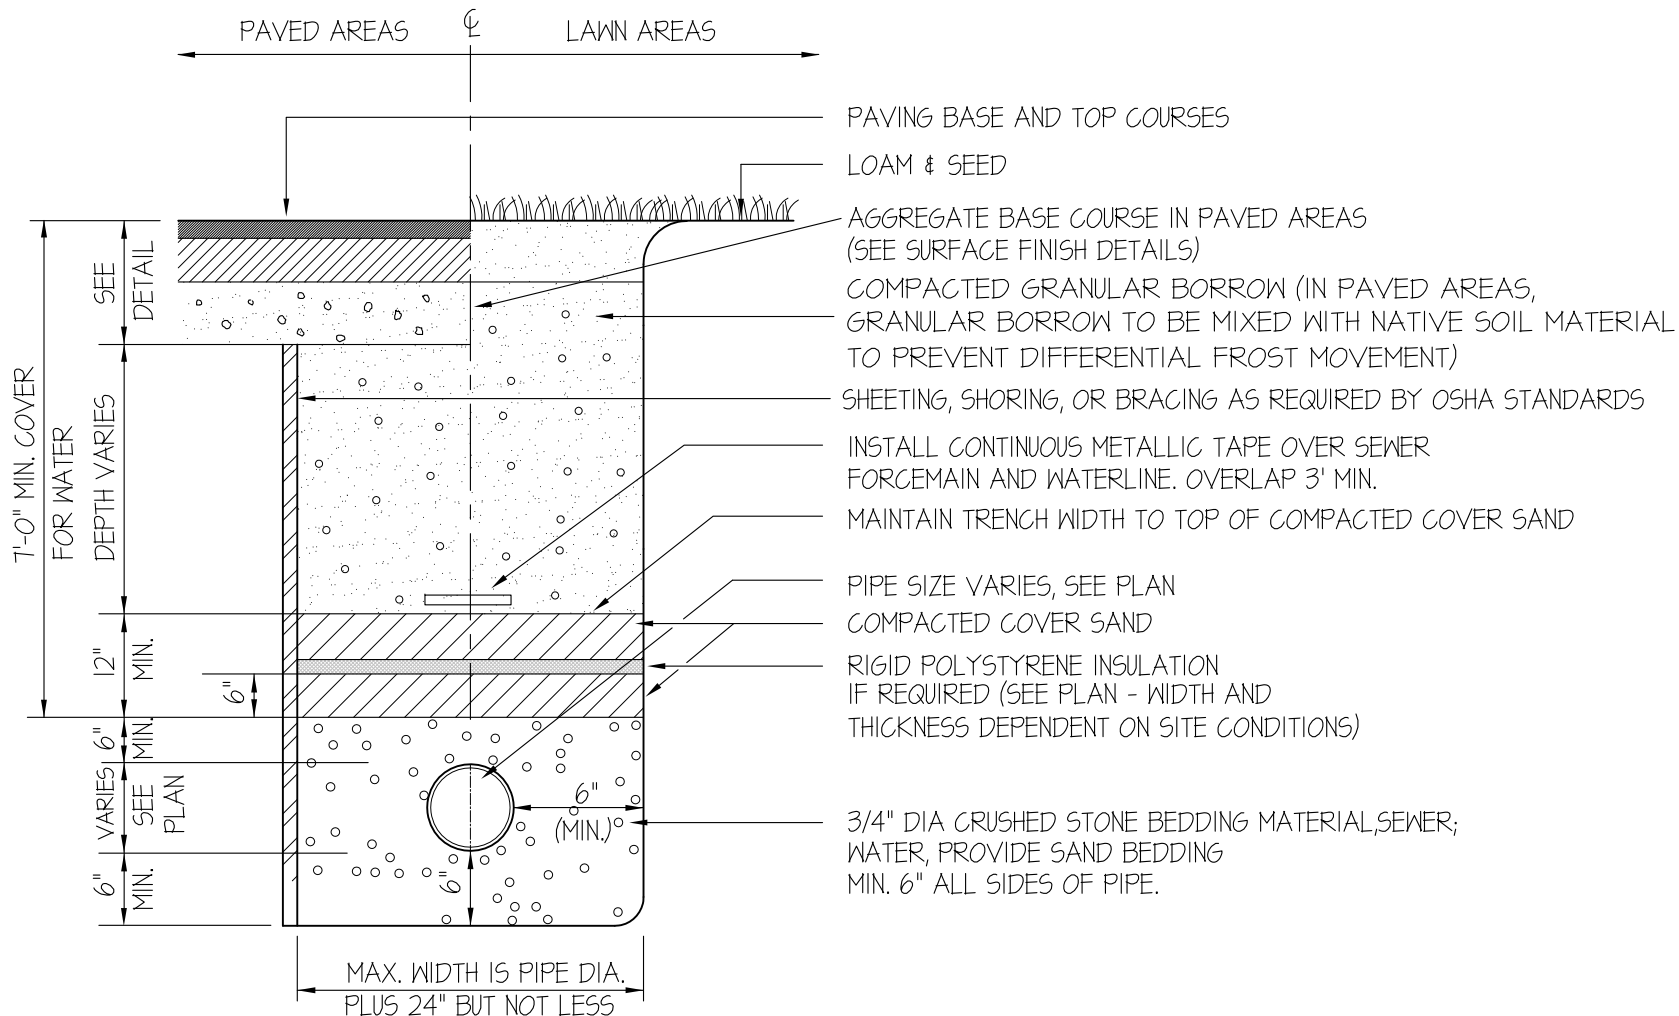 PAVED AREAS
℄
LAWN AREAS
PAVING BASE AND TOP COURSES
LOAM & SEED
AGGREGATE BASE COURSE IN PAVED AREAS
(SEE SURFACE FINISH DETAILS)
COMPACTED GRANULAR BORROW (IN PAVED AREAS,
GRANULAR BORROW TO BE MIXED WITH NATIVE SOIL MATERIAL
TO PREVENT DIFFERENTIAL FROST MOVEMENT)
SHEETING, SHORING, OR BRACING AS REQUIRED BY OSHA STANDARDS
INSTALL CONTINUOUS METALLIC TAPE OVER SEWER
FORCEMAIN AND WATERLINE. OVERLAP 3' MIN.
MAINTAIN TRENCH WIDTH TO TOP OF COMPACTED COVER SAND
PIPE SIZE VARIES, SEE PLAN
COMPACTED COVER SAND
RIGID POLYSTYRENE INSULATION
IF REQUIRED (SEE PLAN - WIDTH AND
THICKNESS DEPENDENT ON SITE CONDITIONS)
3/4" DIA CRUSHED STONE BEDDING MATERIAL,SEWER;
WATER, PROVIDE SAND BEDDING
MIN. 6" ALL SIDES OF PIPE.
7'-0" MIN. COVER
FOR WATER
SEE
DETAIL
DEPTH VARIES
12"
MIN.
6"
6"
MIN.
VARIES
SEE
PLAN
6"
MIN.
6"
(MIN.)
6"
MAX. WIDTH IS PIPE DIA.
PLUS 24" BUT NOT LESS